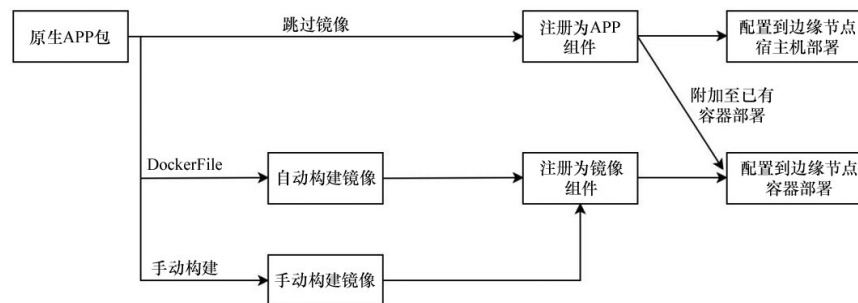 原生APP包
跳过镜像
注册为APP
组件
配置到边缘节点
宿主机部署
附加至已有
容器部署
DockerFile
自动构建镜像
注册为镜像
组件
配置到边缘节点
容器部署
手动构建
手动构建镜像